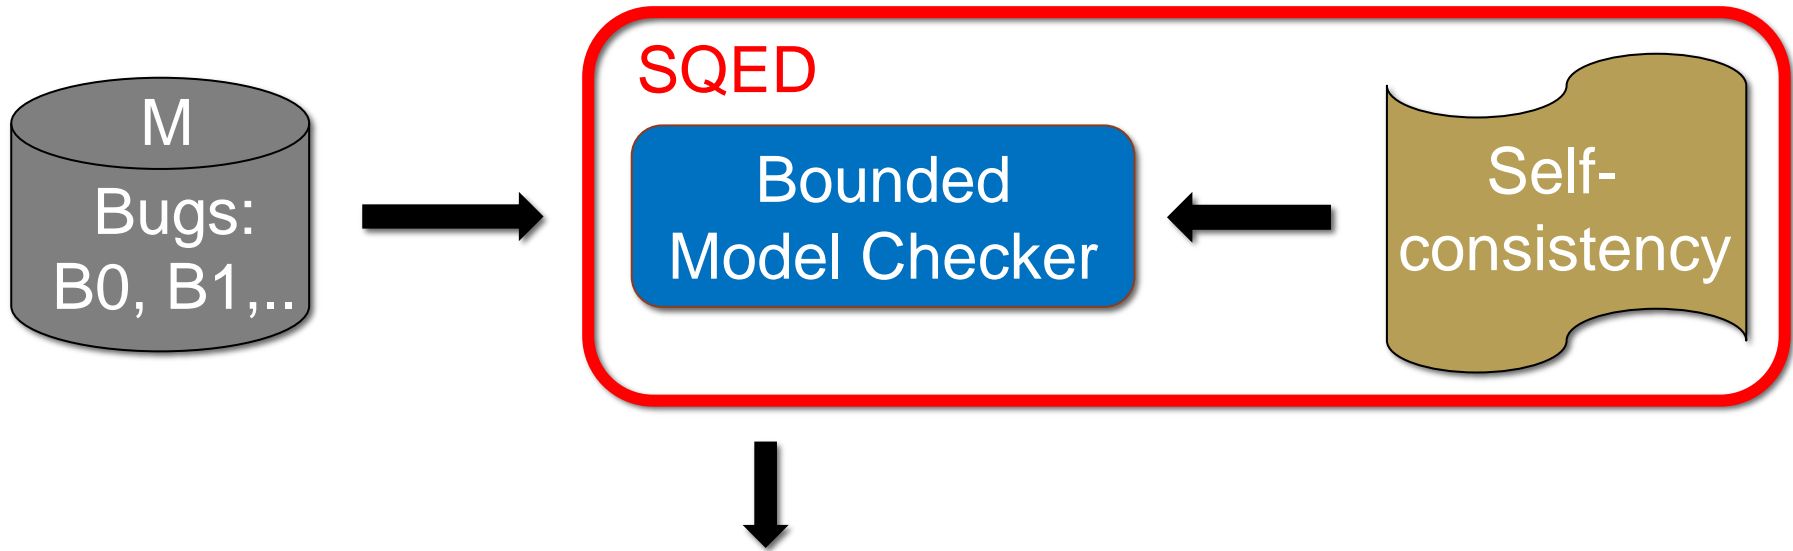 M
Bugs:
B0, B1,..
SQED
Bounded
Model Checker
Self-
consistency